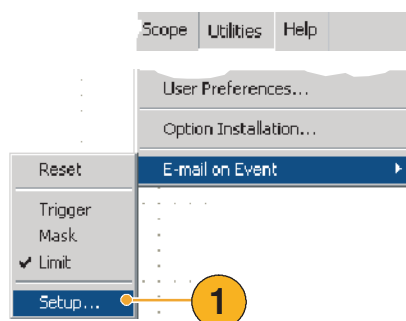 Scope Utilities Help
User Preferences...
Option Installation...
E-mail on Event
Reset
Trigger
Mask
Limit
Setup...
1